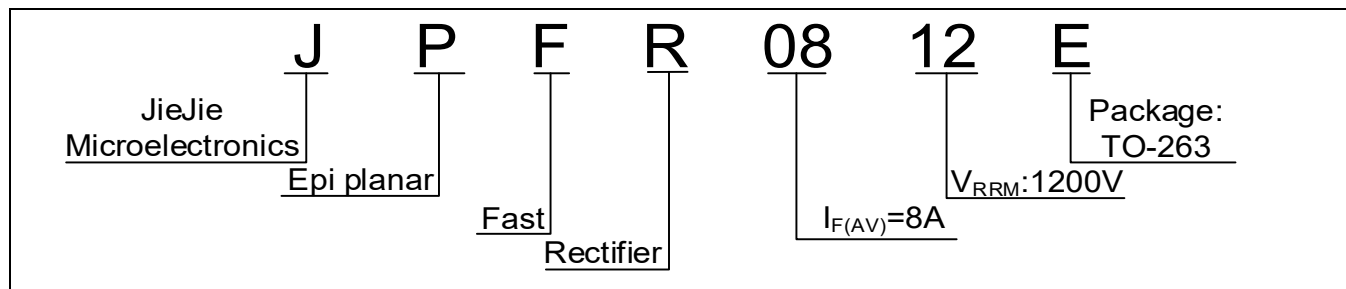 J P F R 08 12 E
JieJie
Microelectronics
Package:
TO-263
Epi planar
VRRM:1200V
Fast
IF(AV)=8A
Rectifier